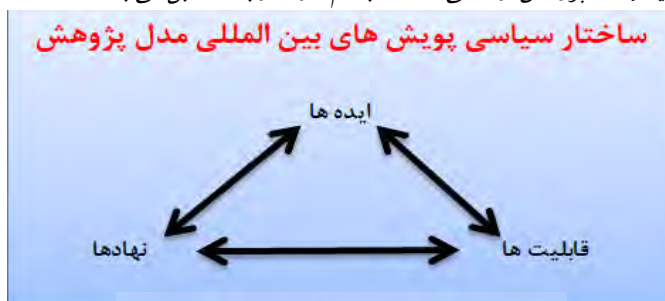 ساختار سیاسی پویش های بین المللی مدل پژوهش
ایده ها
قابلیت ها
نهادها